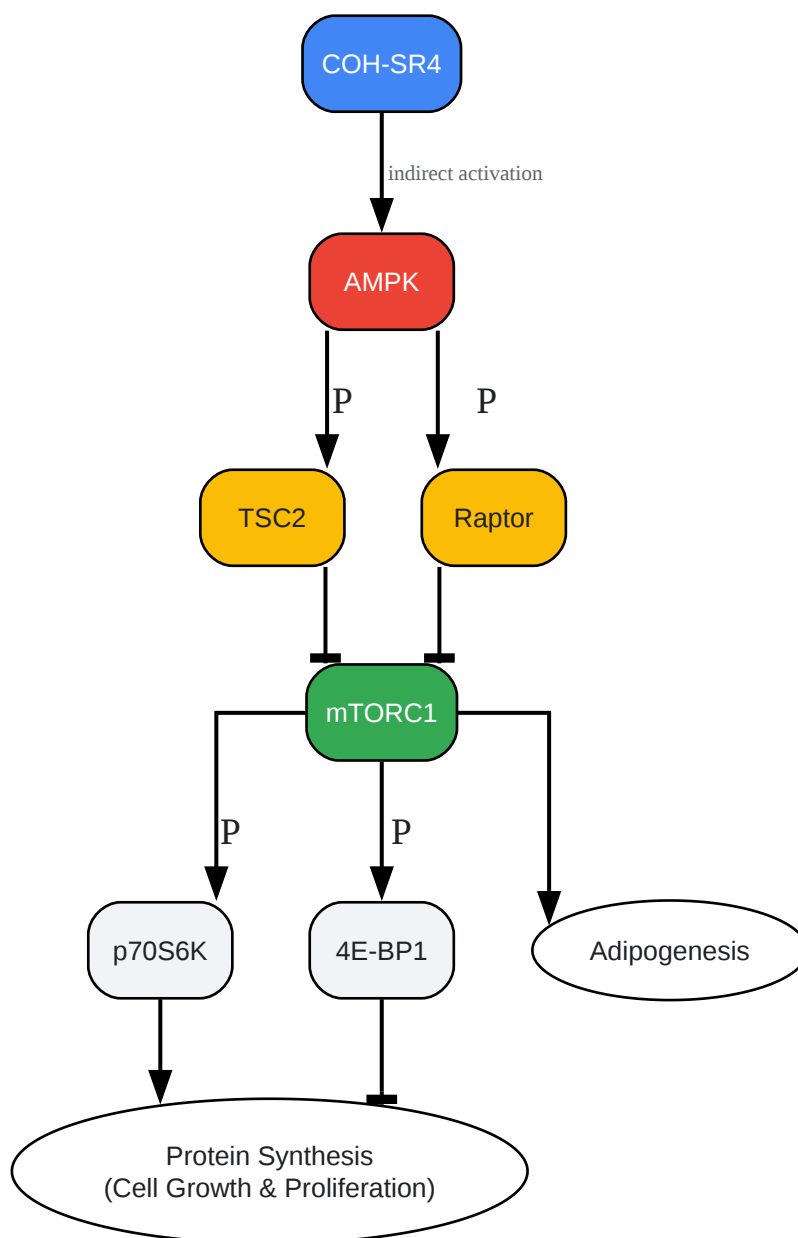 COH-SR4
indirect activation
AMPK
P
P
TSC2
Raptor
mTORC1
P
P
p70S6K
4E-BP1
Adipogenesis
Protein Synthesis
(Cell Growth & Proliferation)